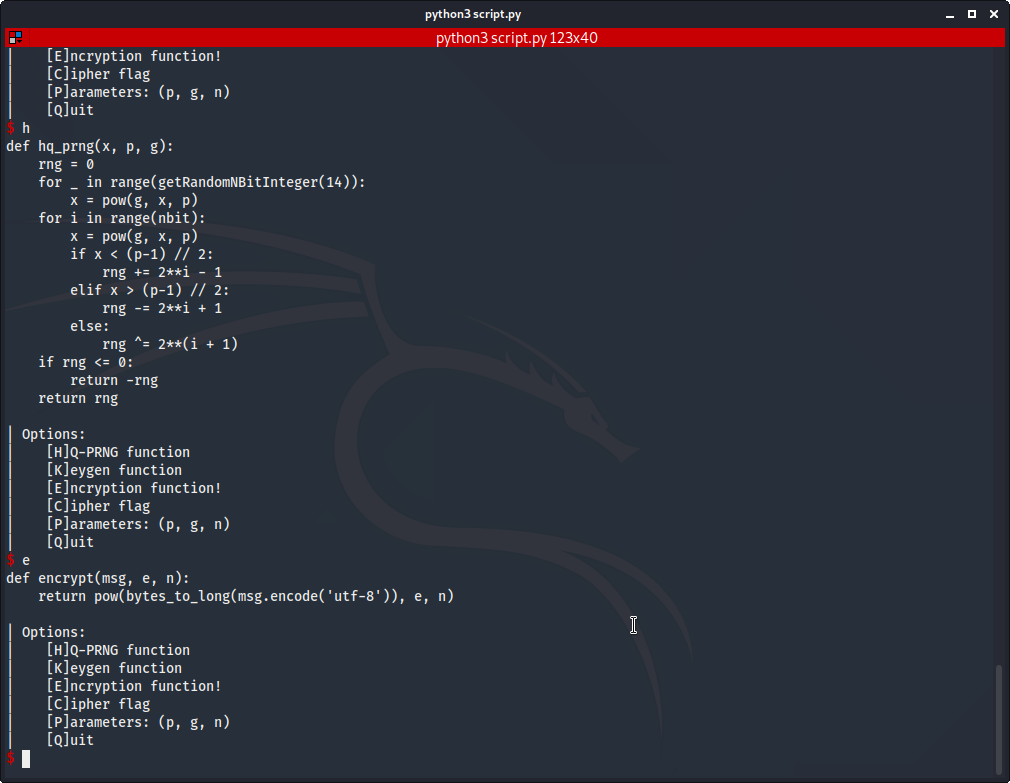 python3 script.py
python3 script.py 123x40
|    [E]ncryption function!
|    [C]ipher flag
|    [P]arameters: (p, g, n)
|    [Q]uit
$ h
def hq_prng(x, p, g):
    rng = 0
    for _ in range(getRandomNBitInteger(14)):
        x = pow(g, x, p)
    for i in range(nbit):
        x = pow(g, x, p)
        if x < (p-1) // 2:
            rng += 2**i - 1
        elif x > (p-1) // 2:
            rng -= 2**i + 1
        else:
            rng ^= 2**(i + 1)
    if rng <= 0:
        return -rng
    return rng

| Options:
|    [H]Q-PRNG function
|    [K]eygen function
|    [E]ncryption function!
|    [C]ipher flag
|    [P]arameters: (p, g, n)
|    [Q]uit
$ e
def encrypt(msg, e, n):
    return pow(bytes_to_long(msg.encode('utf-8')), e, n)

| Options:
|    [H]Q-PRNG function
|    [K]eygen function
|    [E]ncryption function!
|    [C]ipher flag
|    [P]arameters: (p, g, n)
|    [Q]uit
$